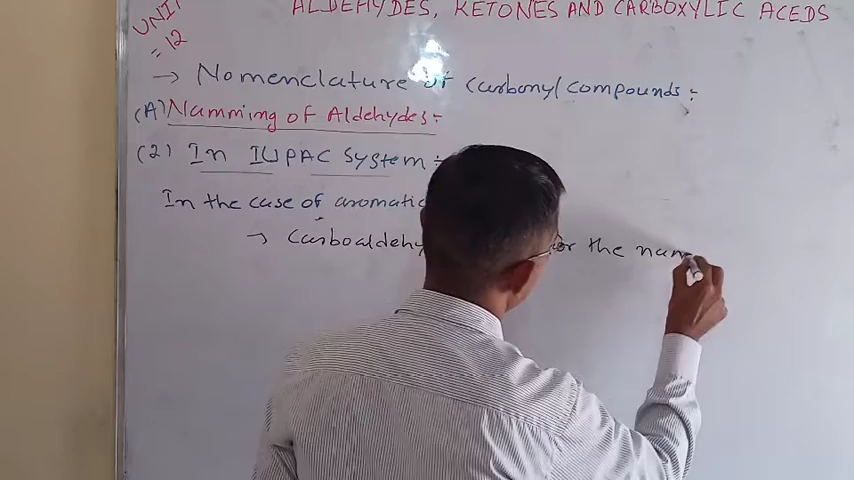 UNIT
= 12
ALDEHYDES, KETONES AND CARBOXYLIC ACEDS
→ Nomenclature of carbonyl compounds :
(A) Namming of Aldehydes :-
(2) In IUPAC system ÷
In the case of aromatic
→ Carboaldehy or the nam